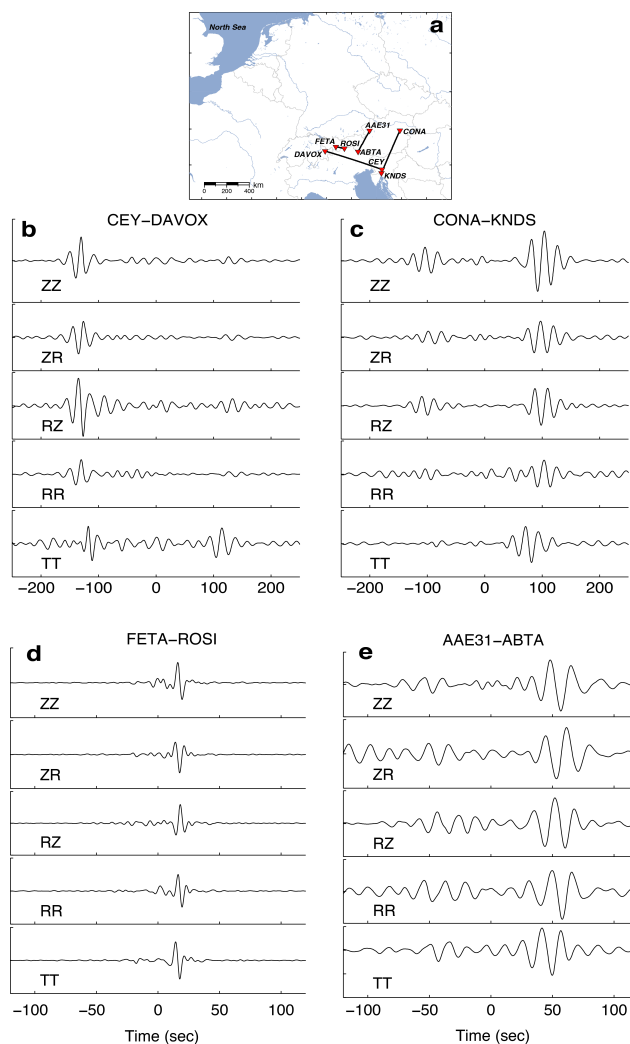 North Sea
a
AAE31
CONA
FETA
ROSI
DAVOX
ABTA
CEY
KNDS
0 200 400 km
b
CEY−DAVOX
ZZ
ZR
RZ
RR
TT
−200 −100 0 100 200
c
CONA−KNDS
ZZ
ZR
RZ
RR
TT
−200 −100 0 100 200
d
FETA−ROSI
ZZ
ZR
RZ
RR
TT
−100 −50 0 50 100
Time (sec)
e
AAE31−ABTA
ZZ
ZR
RZ
RR
TT
−100 −50 0 50 100
Time (sec)